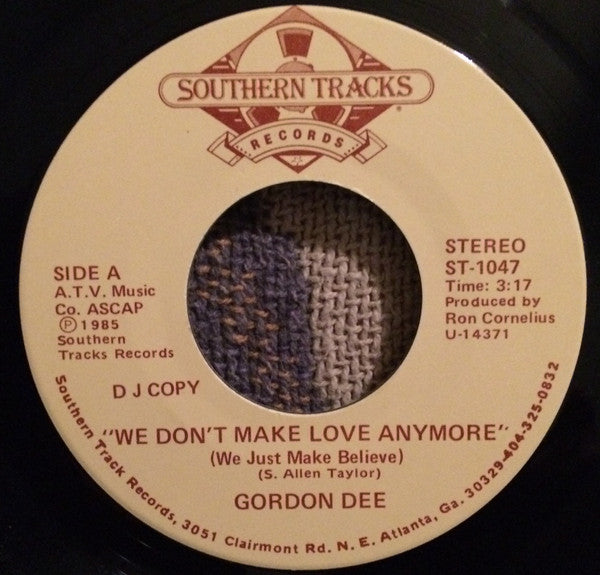 SOUTHERN TRACKS
RECORDS
SIDE A
A.T.V. Music
Co. ASCAP
Ⓟ1985
Southern
Tracks Records
STEREO
ST-1047
Time: 3:17
Produced by
Ron Cornelius
U-14371
D J COPY
"WE DON'T MAKE LOVE ANYMORE"
(We Just Make Believe)
(S. Allen Taylor)
GORDON DEE
Southern Track Records, 3051 Clairmont Rd. N. E. Atlanta, Ga. 30329-404-325-0832